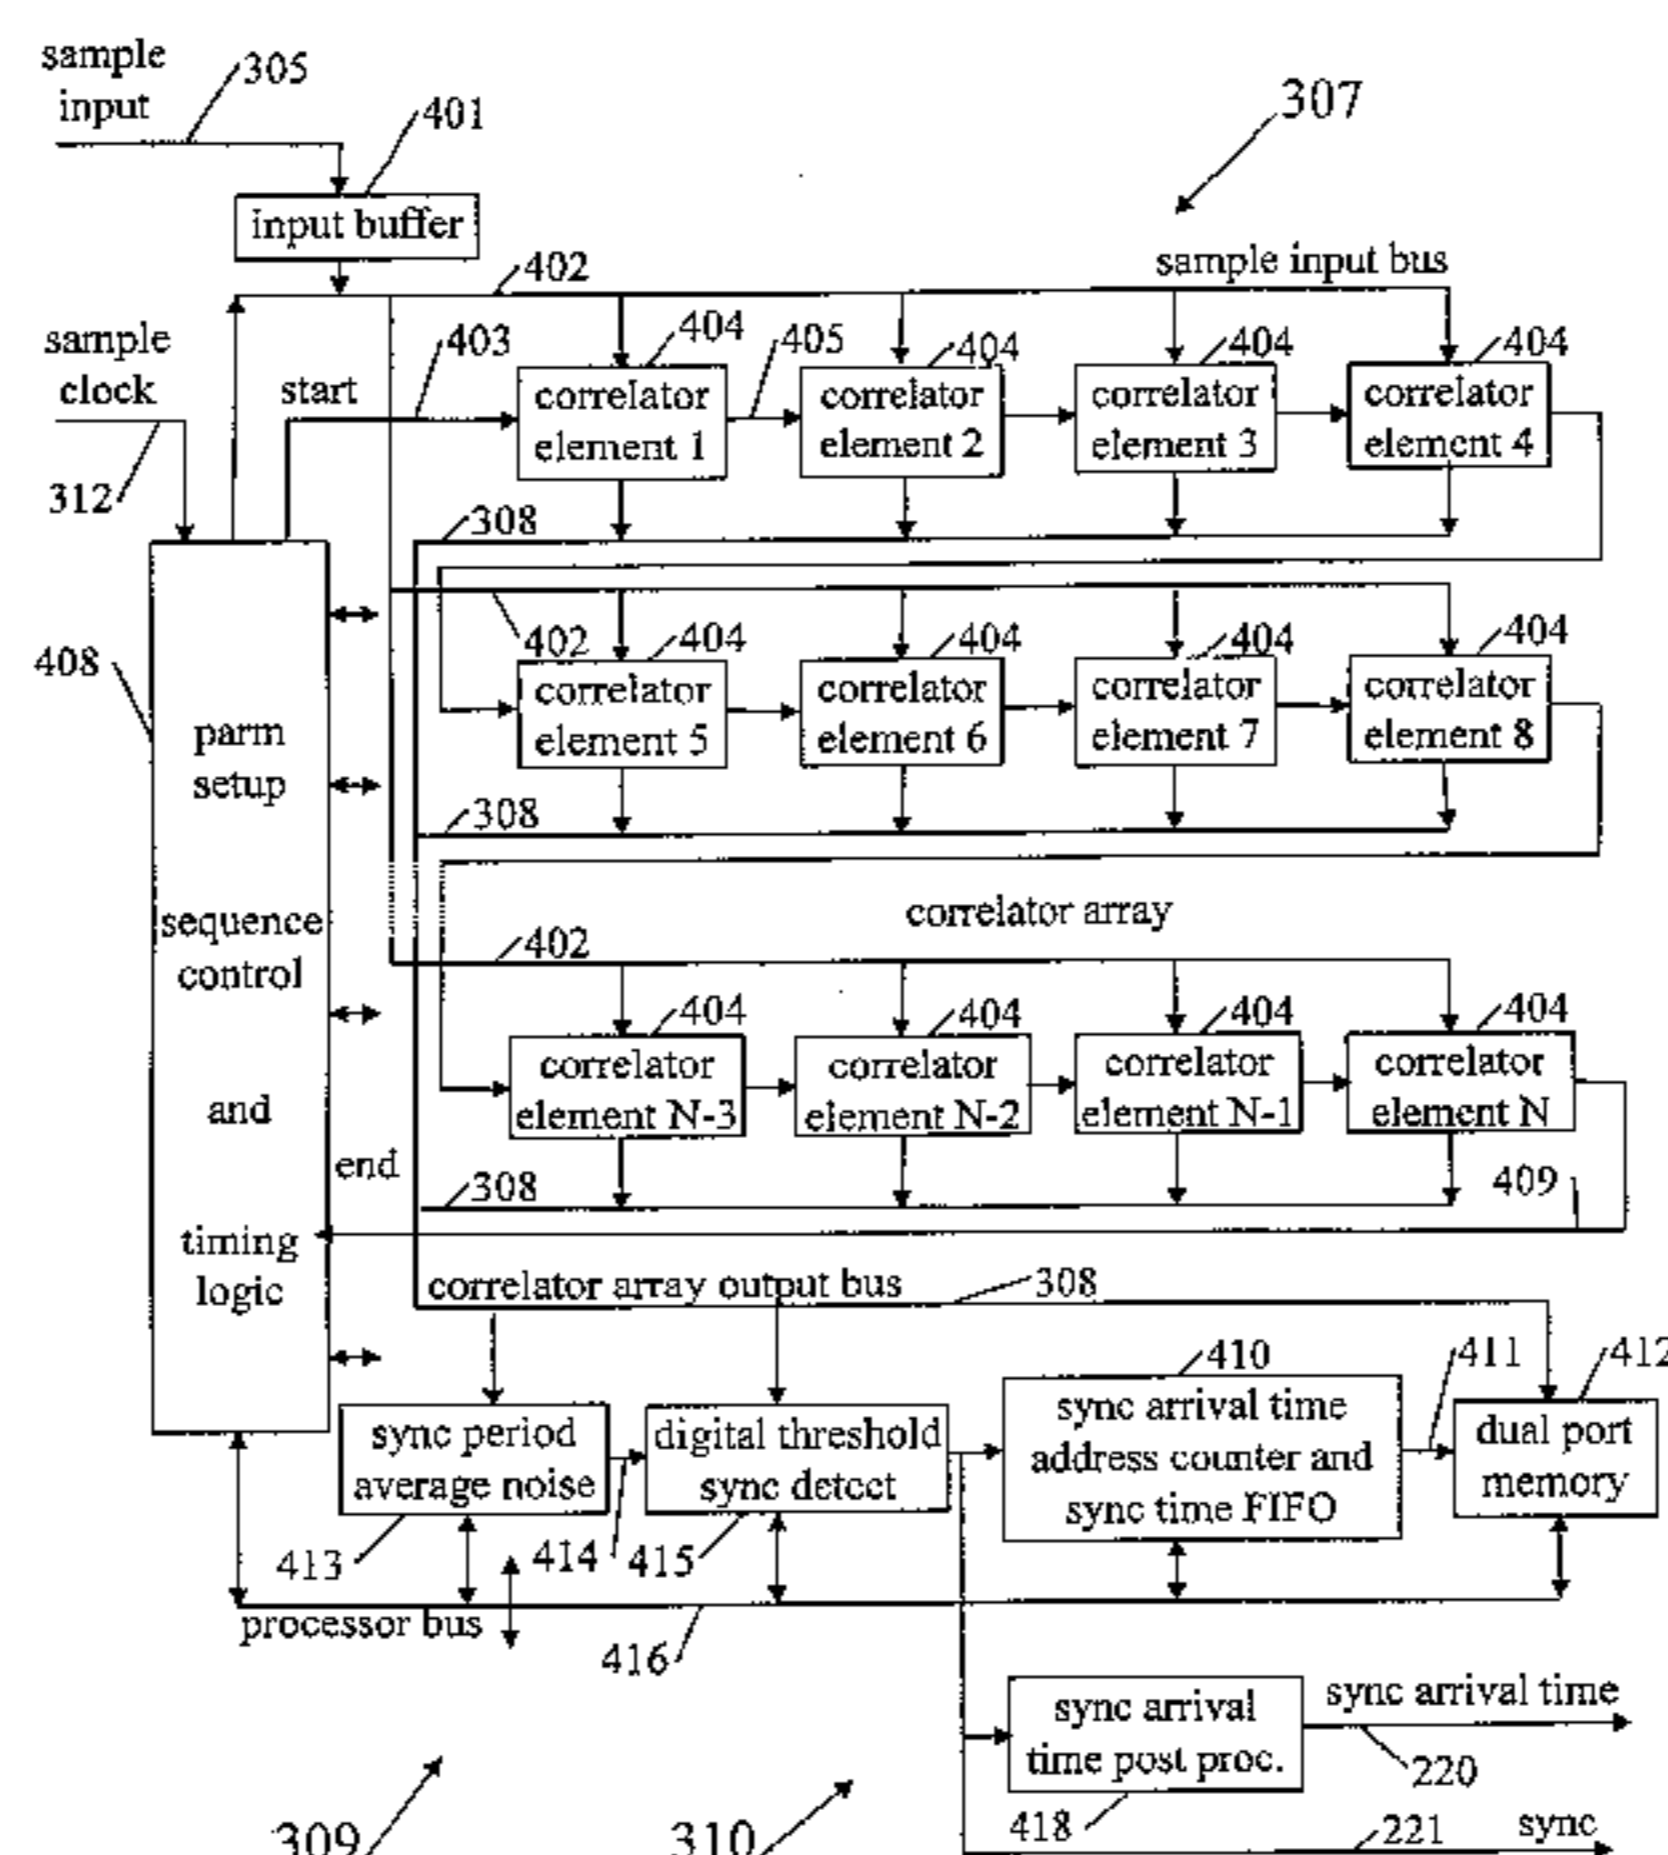 sample
input
305
401
307
input buffer
402
sample input bus
sample
clock
start
403
404
405
404
404
404
correlator
element 1
correlator
element 2
correlator
element 3
correlator
element 4
312
308
402
404
404
404
404
408
correlator
element 5
correlator
element 6
correlator
element 7
correlator
element 8
parm
setup
308
sequence
control
correlator array
402
404
404
404
404
correlator
element N-3
correlator
element N-2
correlator
element N-1
correlator
element N
and
end
308
409
timing
logic
correlator array output bus
308
410
411
412
sync period
average noise
digital threshold
sync detect
sync arrival time
address counter and
sync time FIFO
dual port
memory
413
414
415
processor bus
416
sync arrival
time post proc.
sync arrival time
220
418
309
310
221
sync